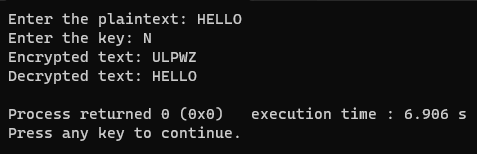 Enter the plaintext: HELLO
Enter the key: N
Encrypted text: ULPWZ
Decrypted text: HELLO
Process returned 0 (0x0)   execution time : 6.906 s
Press any key to continue.